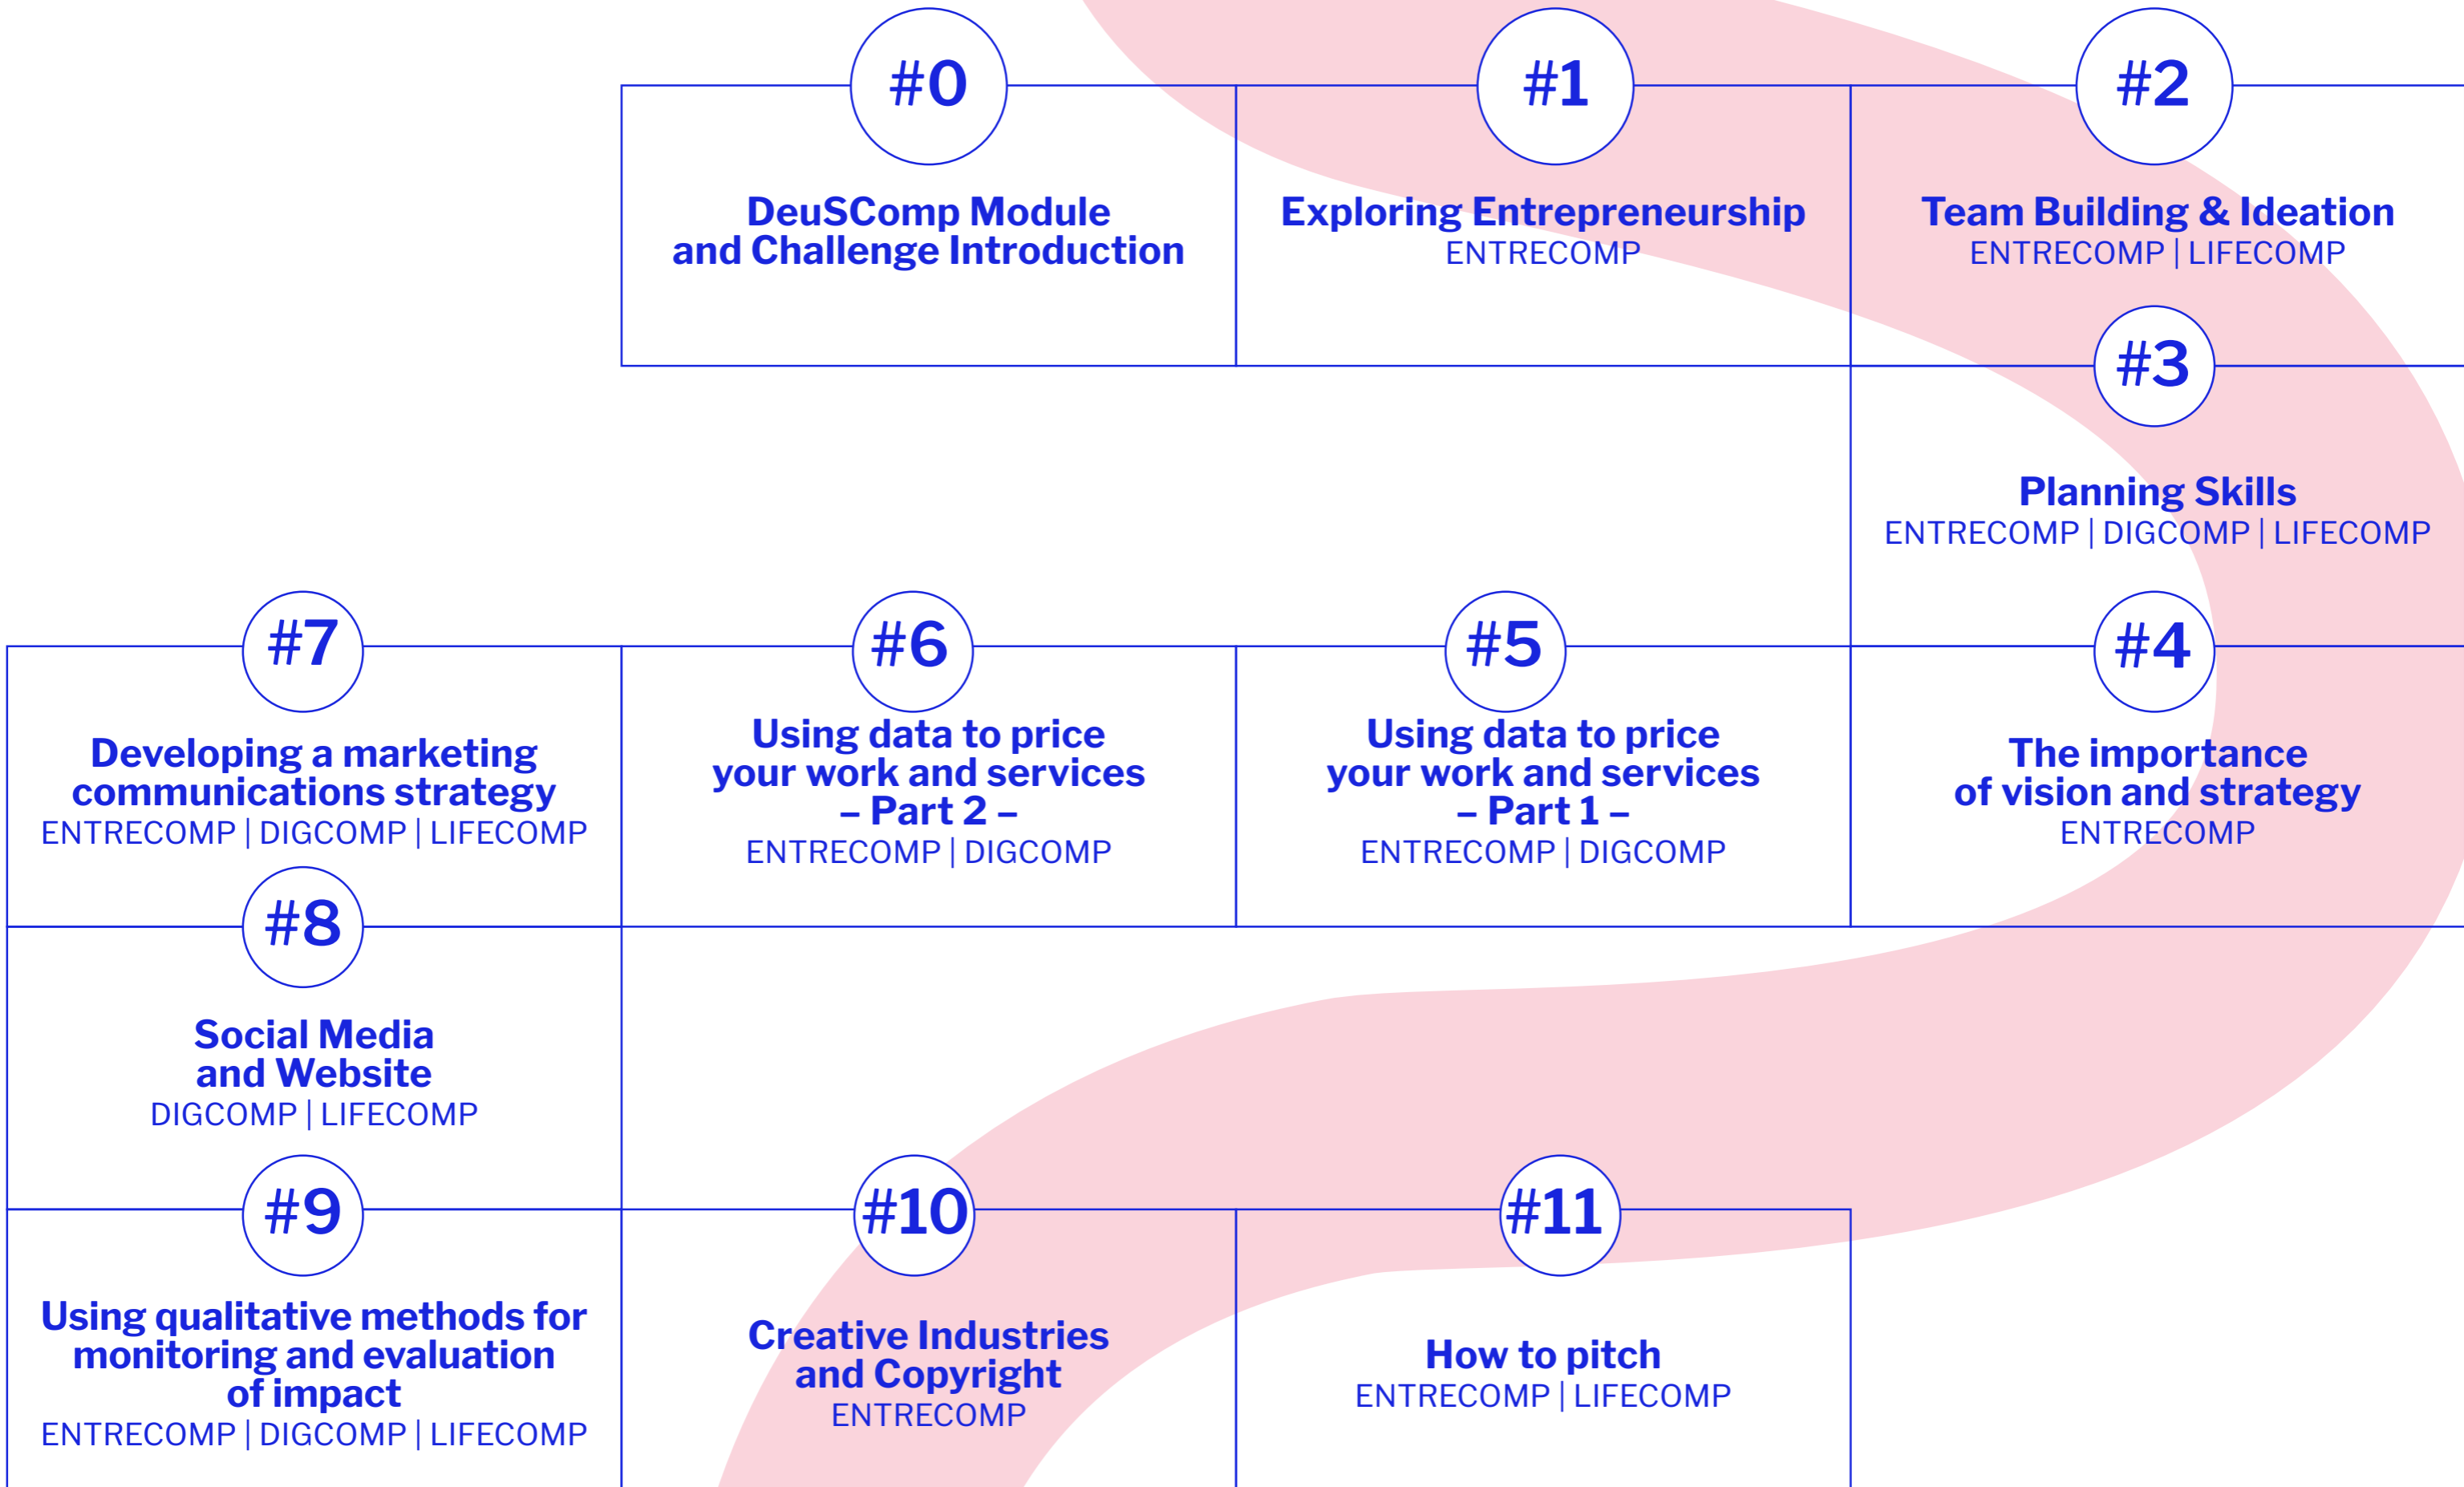 #0
DeuSComp Module
and Challenge Introduction
#1
Exploring Entrepreneurship
ENTRECOMP
#2
Team Building & Ideation
ENTRECOMP | LIFECOMP
#3
Planning Skills
ENTRECOMP | DIGCOMP | LIFECOMP
#4
The importance
of vision and strategy
ENTRECOMP
#5
Using data to price
your work and services
– Part 1 –
ENTRECOMP | DIGCOMP
#6
Using data to price
your work and services
– Part 2 –
ENTRECOMP | DIGCOMP
#7
Developing a marketing
communications strategy
ENTRECOMP | DIGCOMP | LIFECOMP
#8
Social Media
and Website
DIGCOMP | LIFECOMP
#9
Using qualitative methods for
monitoring and evaluation
of impact
ENTRECOMP | DIGCOMP | LIFECOMP
#10
Creative Industries
and Copyright
ENTRECOMP
#11
How to pitch
ENTRECOMP | LIFECOMP